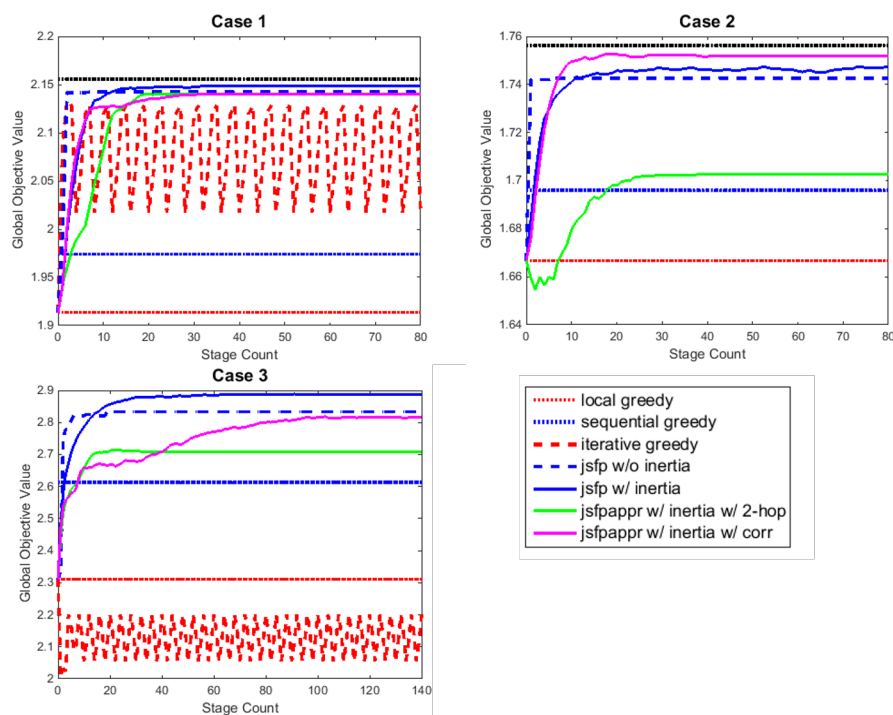 Case 1
Global Objective Value
2.2
2.15
2.1
2.05
2
1.95
1.9
0 10 20 30 40 50 60 70 80
Stage Count
Case 2
Global Objective Value
1.76
1.74
1.72
1.7
1.68
1.66
1.64
0 10 20 30 40 50 60 70 80
Stage Count
Case 3
Global Objective Value
2.9
2.8
2.7
2.6
2.5
2.4
2.3
2.2
2.1
2
0 20 40 60 80 100 120 140
Stage Count
local greedy
sequential greedy
iterative greedy
jsfp w/o inertia
jsfp w/ inertia
jsfpappr w/ inertia w/ 2-hop
jsfpappr w/ inertia w/ corr